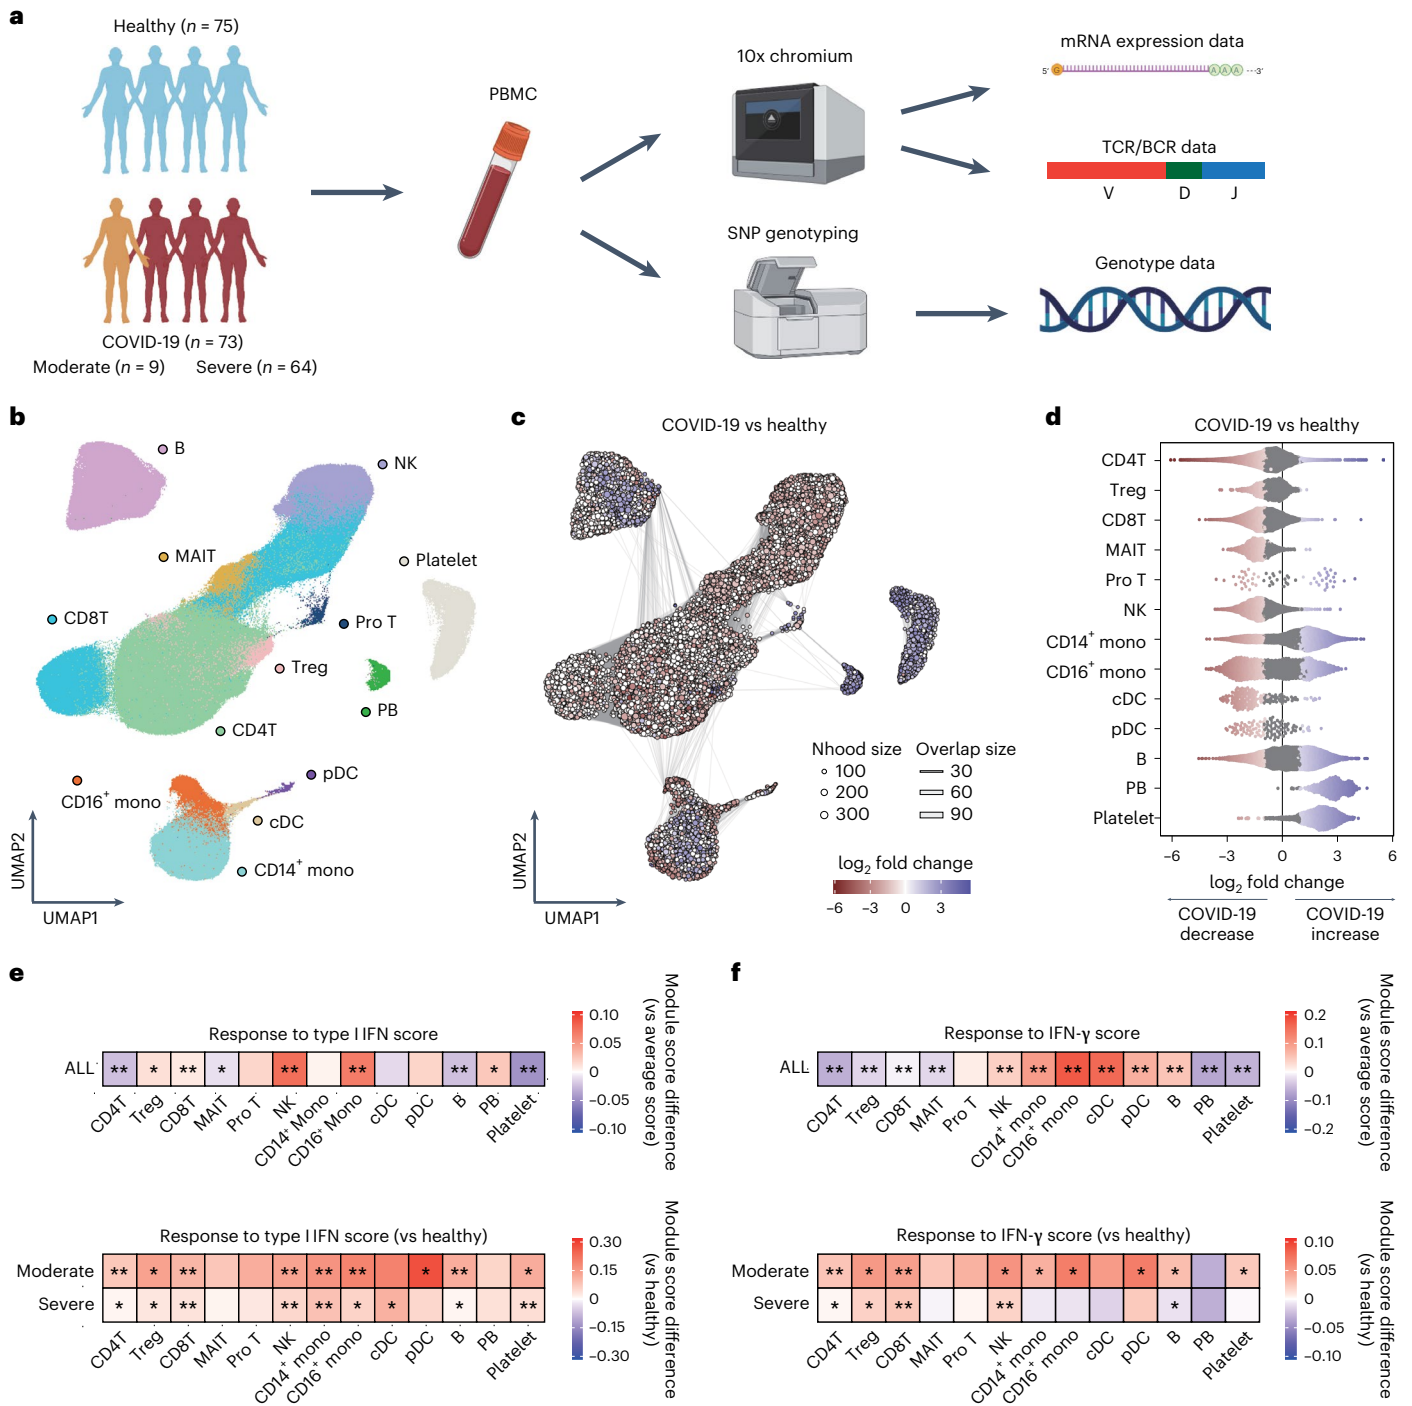 a
Healthy (n = 75)
COVID-19 (n = 73)
Moderate (n = 9) Severe (n = 64)
PBMC
10x chromium
SNP genotyping
mRNA expression data
5′ G A A A 3′
TCR/BCR data
V D J
Genotype data
b
B
NK
MAIT
Platelet
CD8T
Pro T
Treg
PB
CD4T
pDC
CD16+ mono
cDC
CD14+ mono
UMAP2
UMAP1
c
COVID-19 vs healthy
Nhood size Overlap size
100 30
200 60
300 90
log2 fold change
−6 −3 0 3
UMAP2
UMAP1
d
COVID-19 vs healthy
CD4T
Treg
CD8T
MAIT
Pro T
NK
CD14+ mono
CD16+ mono
cDC
pDC
B
PB
Platelet
−6 −3 0 3 6
log2 fold change
COVID-19 decrease
COVID-19 increase
e
Response to type I IFN score
ALL ** * ** * ** ** ** * **
CD4T Treg CD8T MAIT Pro T NK CD14+ Mono CD16+ Mono cDC pDC B PB Platelet
0.10
0.05
0
−0.05
−0.10
Module score difference
(vs average score)
Response to type I IFN score (vs healthy)
Moderate ** * ** ** ** ** * ** *
Severe * * ** ** ** * * * **
CD4T Treg CD8T MAIT Pro T NK CD14+ mono CD16+ mono cDC pDC B PB Platelet
0.30
0.15
0
−0.15
−0.30
Module score difference
(vs healthy)
f
Response to IFN-γ score
ALL ** ** ** ** ** ** ** ** ** ** ** **
CD4T Treg CD8T MAIT Pro T NK CD14+ mono CD16+ mono cDC pDC B PB Platelet
0.2
0.1
0
−0.1
−0.2
Module score difference
(vs average score)
Response to IFN-γ score (vs healthy)
Moderate ** * ** * * * * * *
Severe * * ** ** *
CD4T Treg CD8T MAIT Pro T NK CD14+ mono CD16+ mono cDC pDC B PB Platelet
0.10
0.05
0
−0.05
−0.10
Module score difference
(vs healthy)